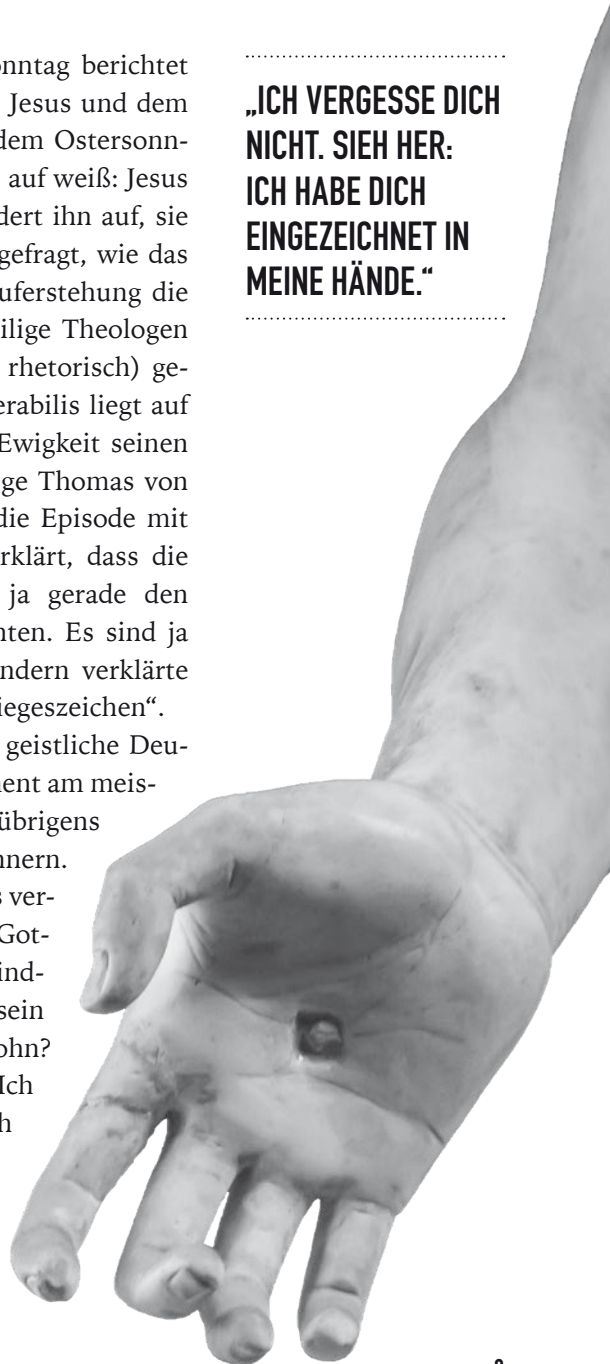 onntag berichtet
Jesus und dem
dem Ostersonn-
auf weiß: Jesus
dert ihn auf, sie
gefragt, wie das
uferstehung die
ilige Theologen
rhetorisch) ge-
erabilis liegt auf
Ewigkeit seinen
ge Thomas von
die Episode mit
rklärt, dass die
ja gerade den
nten. Es sind ja
ndern verklärte
iegeszeichen“.
geistliche Deu-
nent am meis-
übrigens
nnern.
s ver-
Got-
ind-
sein
ohn?
Ich
h
„ICH VERGESSE DICH
NICHT. SIEH HER:
ICH HABE DICH
EINGEZEICHNET IN
MEINE HÄNDE.“